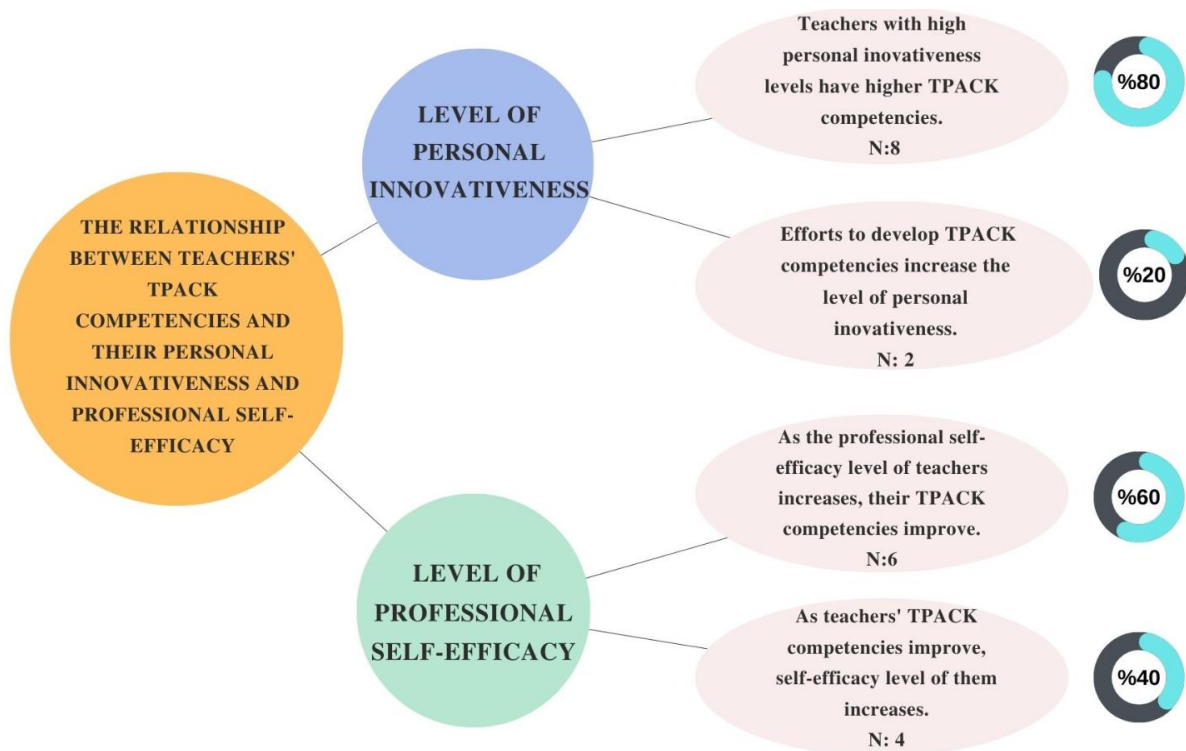 THE RELATIONSHIP
BETWEEN TEACHERS'
TPACK
COMPETENCIES AND
THEIR PERSONAL
INNOVATIVENESS AND
PROFESSIONAL SELF-
EFFICACY
LEVEL OF
PERSONAL
INNOVATIVENESS
Teachers with high
personal inovativeness
levels have higher TPACK
competencies.
N:8
%80
Efforts to develop TPACK
competencies increase the
level of personal
inovativeness.
N: 2
%20
LEVEL OF
PROFESSIONAL
SELF-EFFICACY
As the professional self-
efficacy level of teachers
increases, their TPACK
competencies improve.
N:6
%60
As teachers' TPACK
competencies improve,
self-efficacy level of them
increases.
N: 4
%40